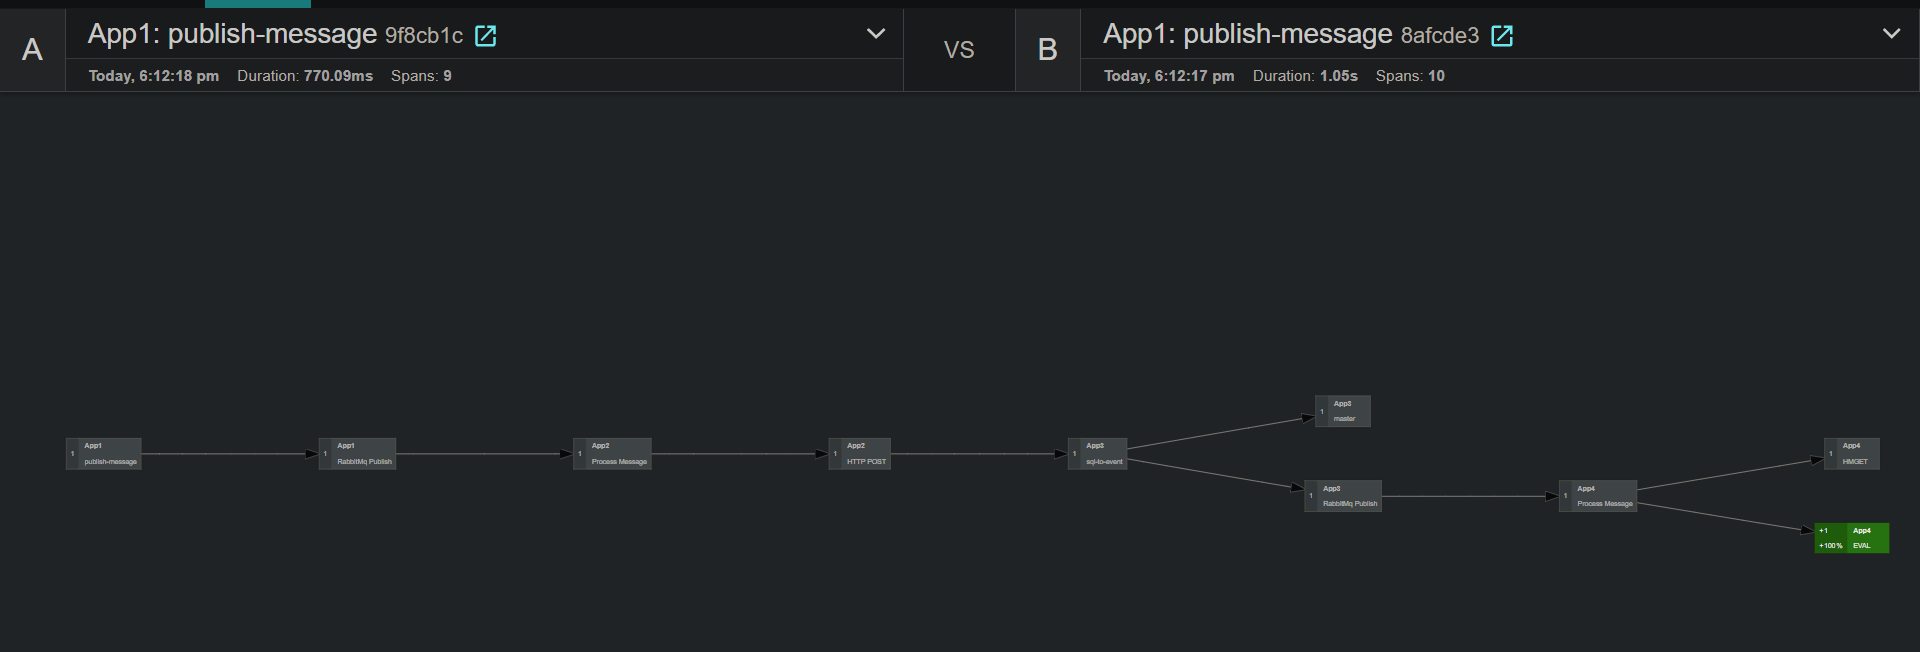 A
App1: publish-message 9f8cb1c
Today, 6:12:18 pm Duration: 770.09ms Spans: 9
VS
B
App1: publish-message 8afcde3
Today, 6:12:17 pm Duration: 1.05s Spans: 10
1 App1
publish-message
1 App1
RabbitMq Publish
1 App2
Process Message
1 App2
HTTP POST
1 App3
sql-to-event
1 App3
master
1 App3
RabbitMq Publish
1 App4
Process Message
1 App4
HMGET
+1 App4
+100% EVAL